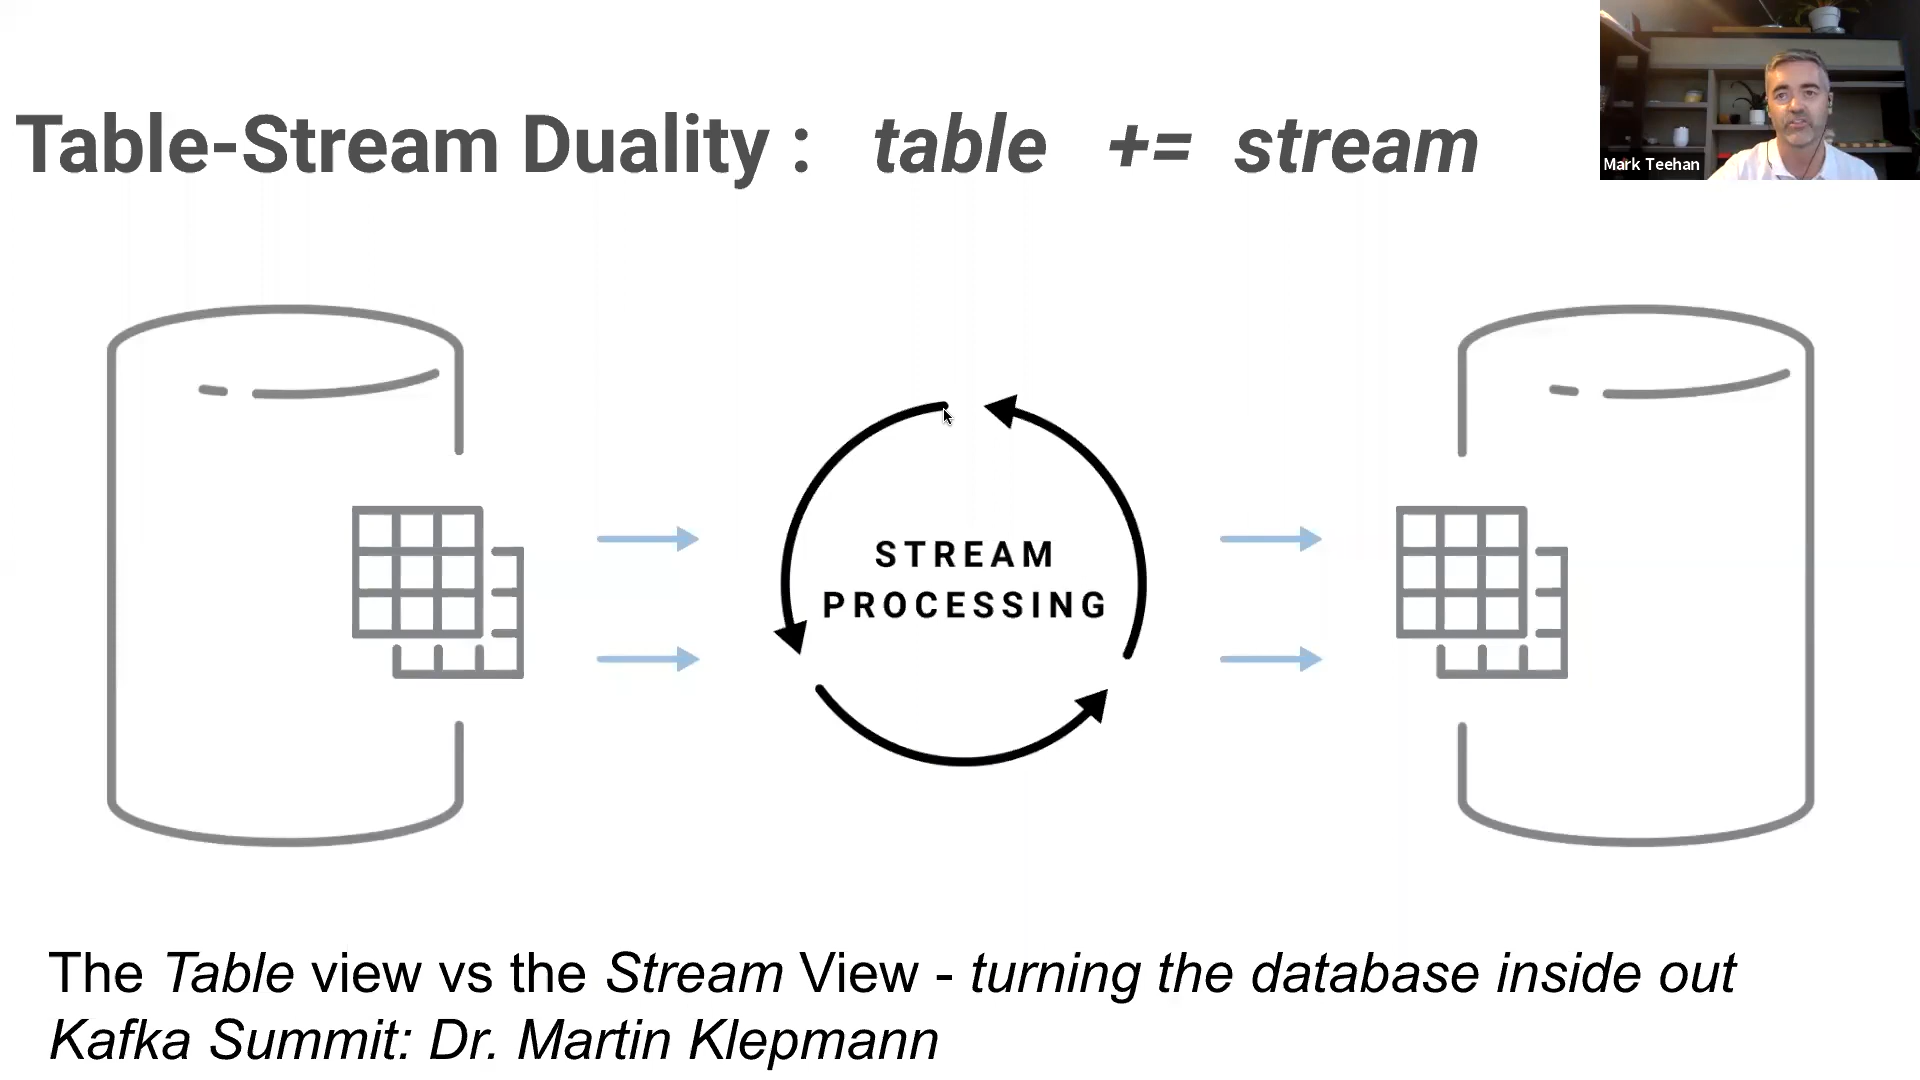 Table-Stream Duality : table += stream
Mark Teehan
STREAM
PROCESSING
The Table view vs the Stream View - turning the database inside out
Kafka Summit: Dr. Martin Klepmann